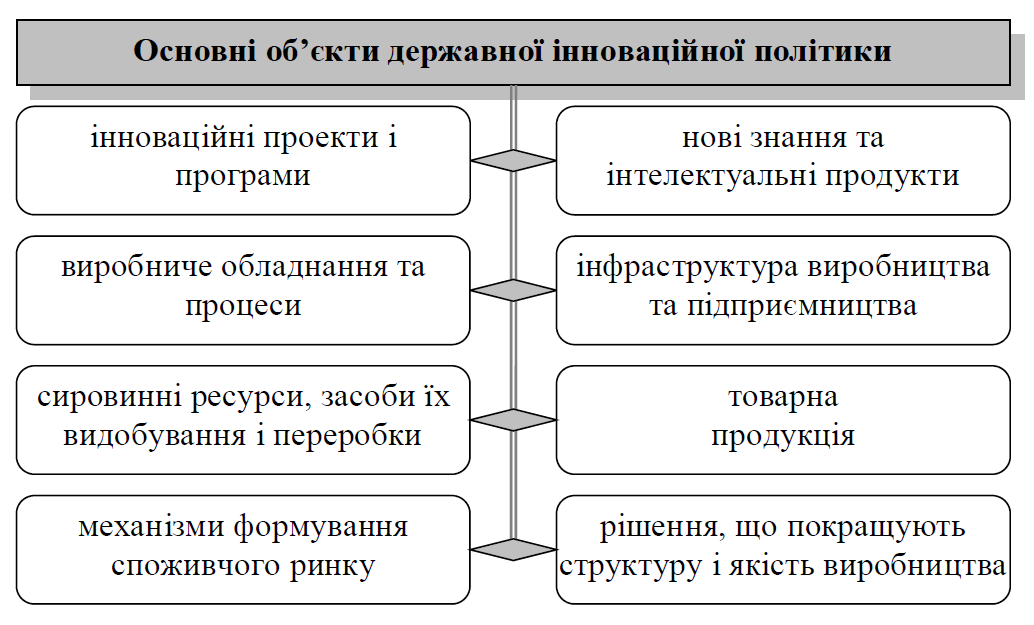 Основні об’єкти державної інноваційної політики
інноваційні проекти і
програми
нові знання та
інтелектуальні продукти
виробниче обладнання та
процеси
інфраструктура виробництва
та підприємництва
сировинні ресурси, засоби їх
видобування і переробки
товарна
продукція
механізми формування
споживчого ринку
рішення, що покращують
структуру і якість виробництва